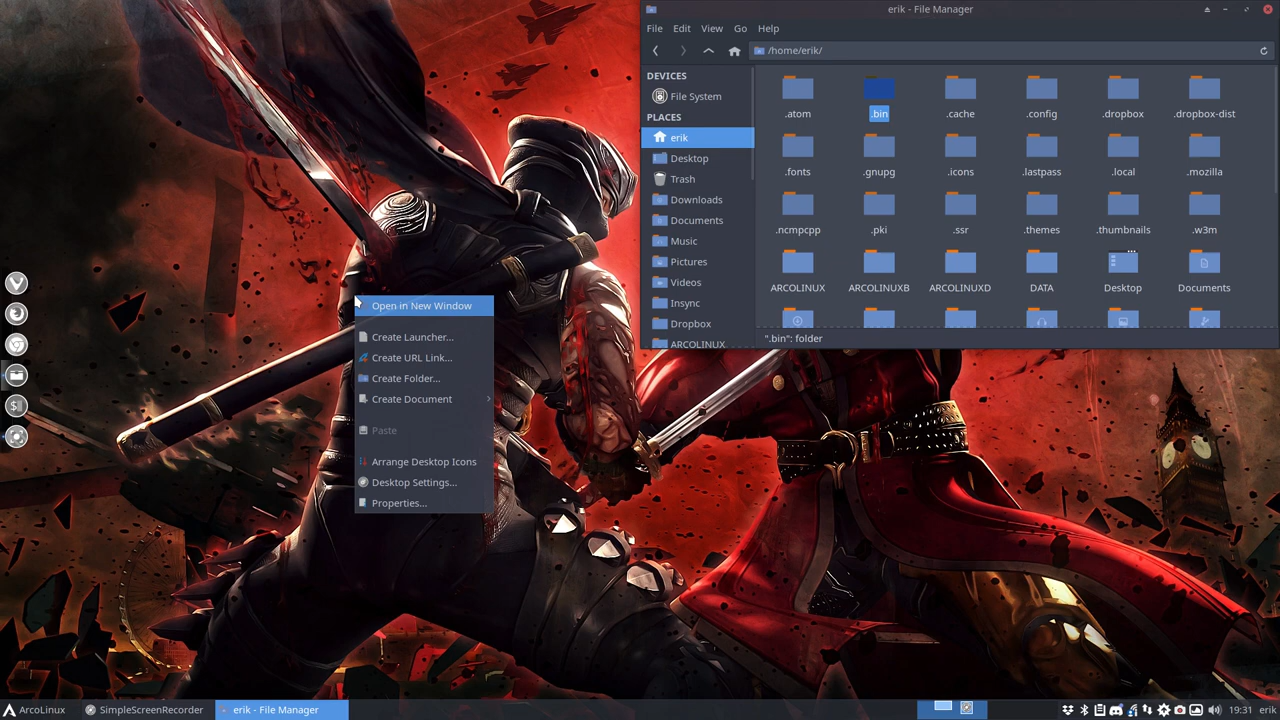 erik - File Manager
File Edit View Go Help
/home/erik/
DEVICES
File System
PLACES
erik
Desktop
Trash
Downloads
Documents
Music
Pictures
Videos
Insync
Dropbox
ARCOLINUX
.atom .bin .cache .config .dropbox .dropbox-dist
.fonts .gnupg .icons .lastpass .local .mozilla
.ncmpcpp .pki .ssr .themes .thumbnails .w3m
ARCOLINUX ARCOLINUXB ARCOLINUXD DATA Desktop Documents
".bin": folder
Open in New Window
Create Launcher...
Create URL Link...
Create Folder...
Create Document
Paste
Arrange Desktop Icons
Desktop Settings...
Properties...
ArcoLinux SimpleScreenRecorder erik - File Manager 19:31 erik